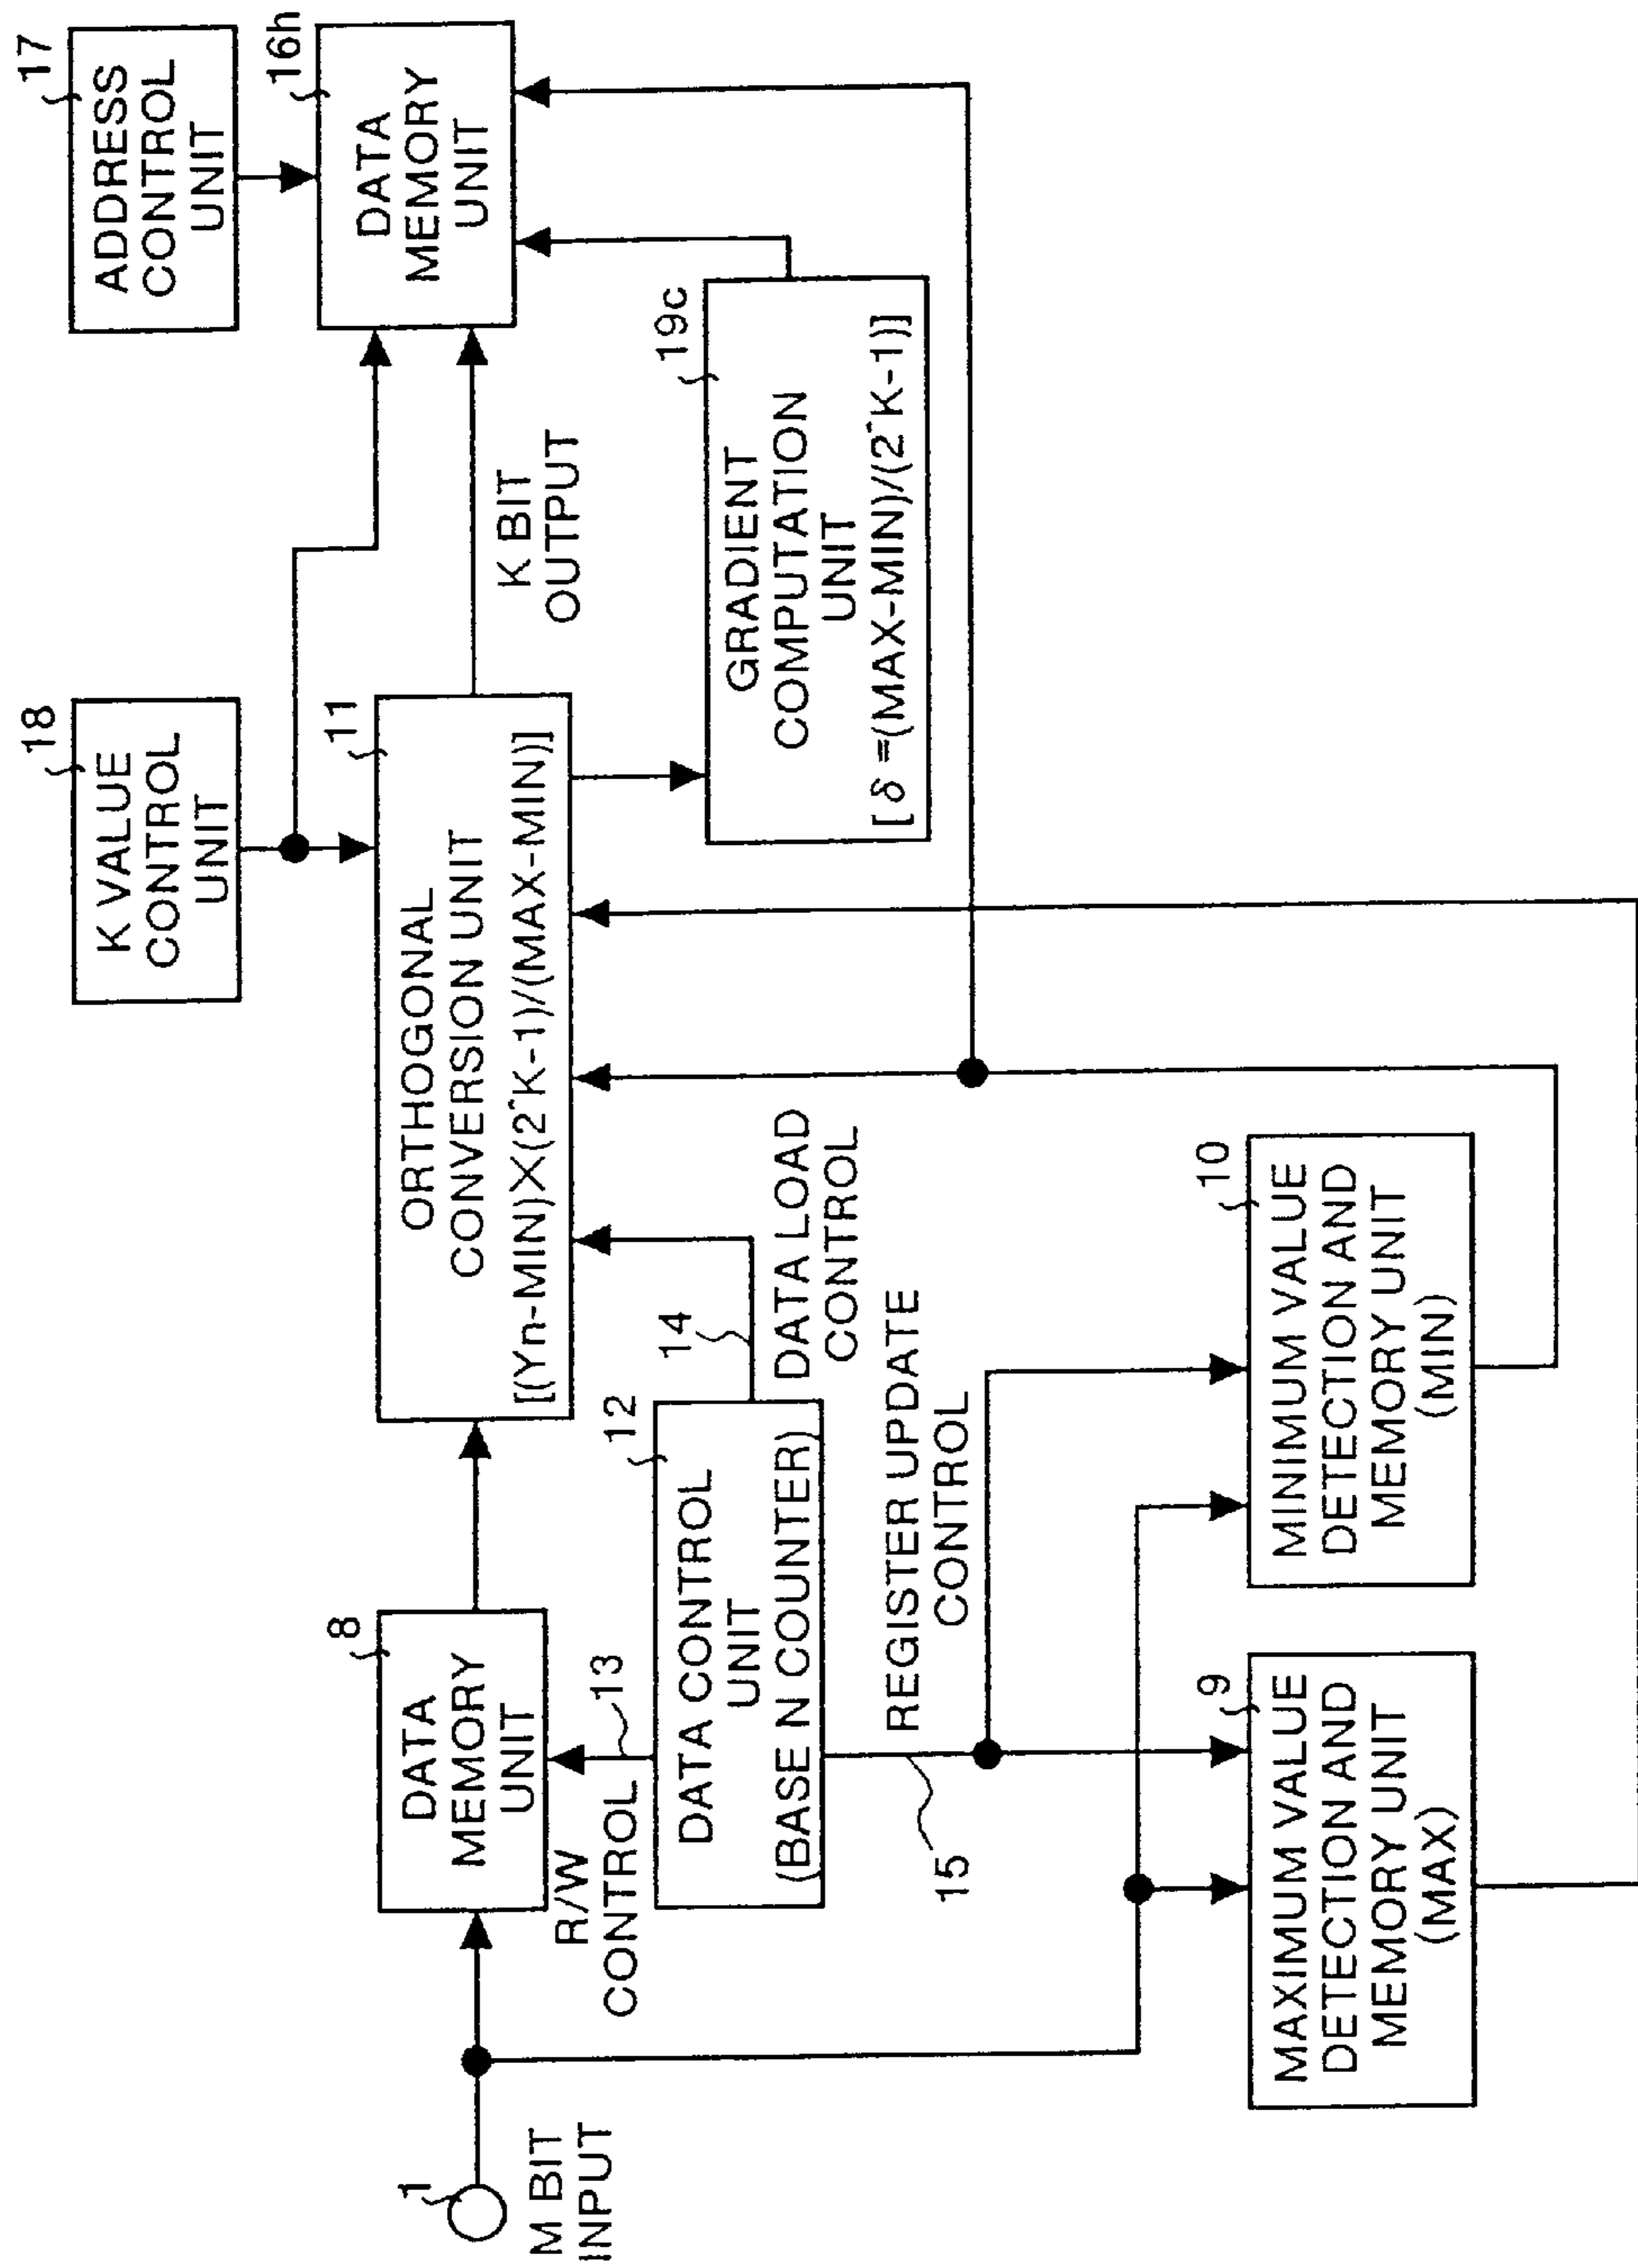 17
ADDRESS
CONTROL
UNIT
16h
DATA
MEMORY
UNIT
18
K VALUE
CONTROL
UNIT
11
ORTHOGONAL
CONVERSION UNIT
[(Yn-MIN)X(2^K-1)/(MAX-MIN)]
K BIT
OUTPUT
19c
GRADIENT
COMPUTATION
UNIT
[ δ =(MAX-MIN)/(2^K-1)]
8
DATA
MEMORY
UNIT
1
M BIT
INPUT
R/W
CONTROL
13
12
DATA CONTROL
UNIT
(BASE N COUNTER)
14
DATA LOAD
CONTROL
15
REGISTER UPDATE
CONTROL
9
MAXIMUM VALUE
DETECTION AND
MEMORY UNIT
(MAX)
10
MINIMUM VALUE
DETECTION AND
MEMORY UNIT
(MIN)